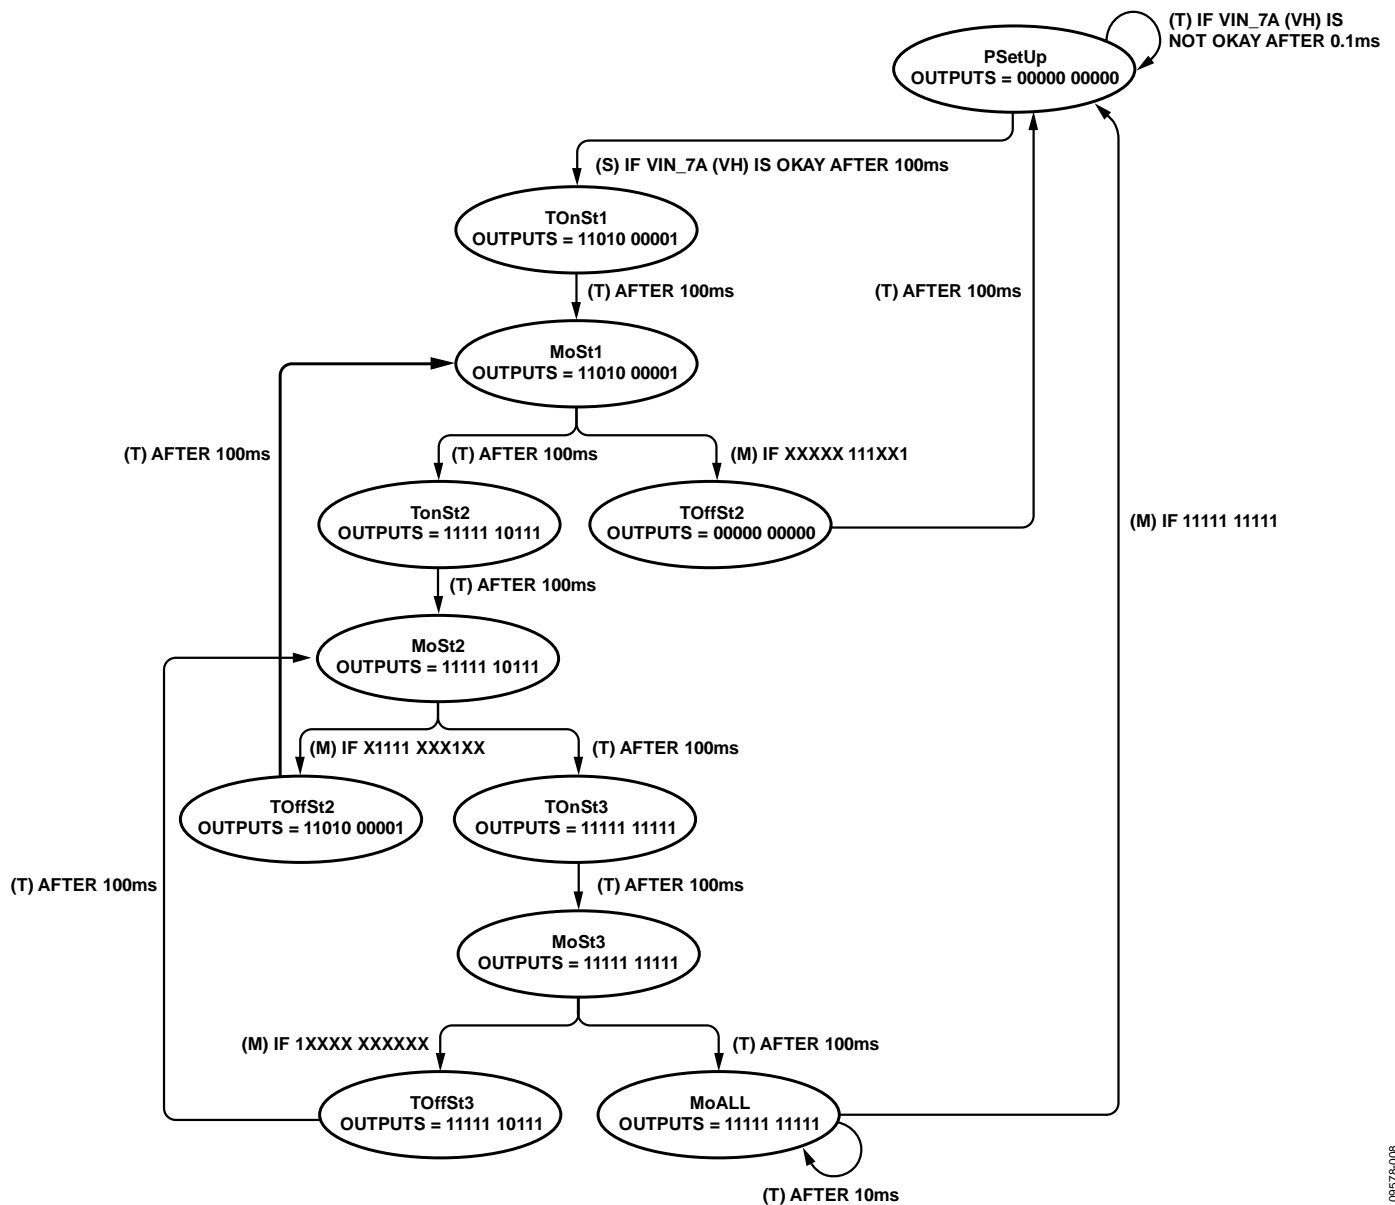 (T) IF VIN_7A (VH) IS
NOT OKAY AFTER 0.1ms
PSetUp
OUTPUTS = 00000 00000
(S) IF VIN_7A (VH) IS OKAY AFTER 100ms
TOnSt1
OUTPUTS = 11010 00001
(T) AFTER 100ms
(T) AFTER 100ms
MoSt1
OUTPUTS = 11010 00001
(T) AFTER 100ms
(T) AFTER 100ms
(M) IF XXXXX 111XX1
TonSt2
OUTPUTS = 11111 10111
TOffSt2
OUTPUTS = 00000 00000
(M) IF 11111 11111
(T) AFTER 100ms
MoSt2
OUTPUTS = 11111 10111
(M) IF X1111 XXX1XX
(T) AFTER 100ms
TOffSt2
OUTPUTS = 11010 00001
TOnSt3
OUTPUTS = 11111 11111
(T) AFTER 100ms
(T) AFTER 100ms
MoSt3
OUTPUTS = 11111 11111
(M) IF 1XXXX XXXXXX
(T) AFTER 100ms
TOffSt3
OUTPUTS = 11111 10111
MoALL
OUTPUTS = 11111 11111
(T) AFTER 10ms
09578-008